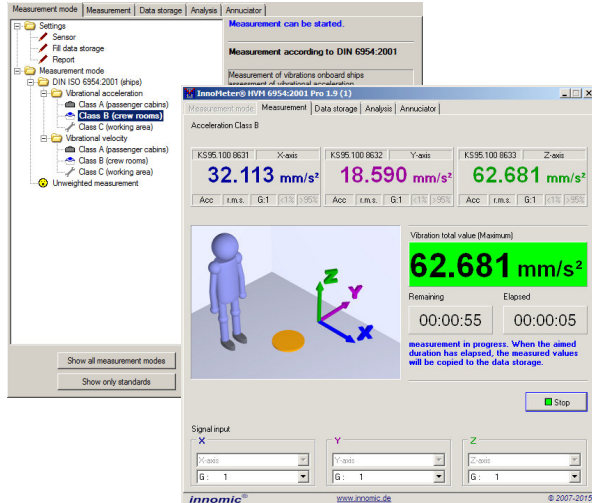 Measurement mode Measurement Data storage Analysis Annuciator
Settings
Sensor
Fill data storage
Report
Measurement mode
DIN ISO 6954:2001 (ships)
Vibrational acceleration
Class A (passenger cabins)
Class B (crew rooms)
Class C (working area)
Vibrational velocity
Class A (passenger cabins)
Class B (crew rooms)
Class C (working area)
Unweighted measurement
Show all measurement modes
Show only standards
Measurement can be started.
Measurement according to DIN 6954:2001
Measurement of vibrations onboard ships
InnoMeter® HVM 6954:2001 Pro 1.9 (1)
Measurement mode Measurement Data storage Analysis Annuciator
Acceleration Class B
KS95.100 8631 X-axis KS95.100 8632 Y-axis KS95.100 8633 Z-axis
32.113 mm/s² 18.590 mm/s² 62.681 mm/s²
Acc r.m.s. G:1 <1% >95% Acc r.m.s. G:1 <1% >95% Acc r.m.s. G:1 <1% >95%
Z
Y
X
Vibration total value (Maximum)
62.681 mm/s²
Remaining Elapsed
00:00:55 00:00:05
measurement in progress. When the aimed
duration has elapsed, the measured values
will be copied to the data storage.
Stop
Signal input
X Y Z
X-axis Y-axis Z-axis
G: 1 G: 1 G: 1
innomic® www.innomic.de © 2007-2015